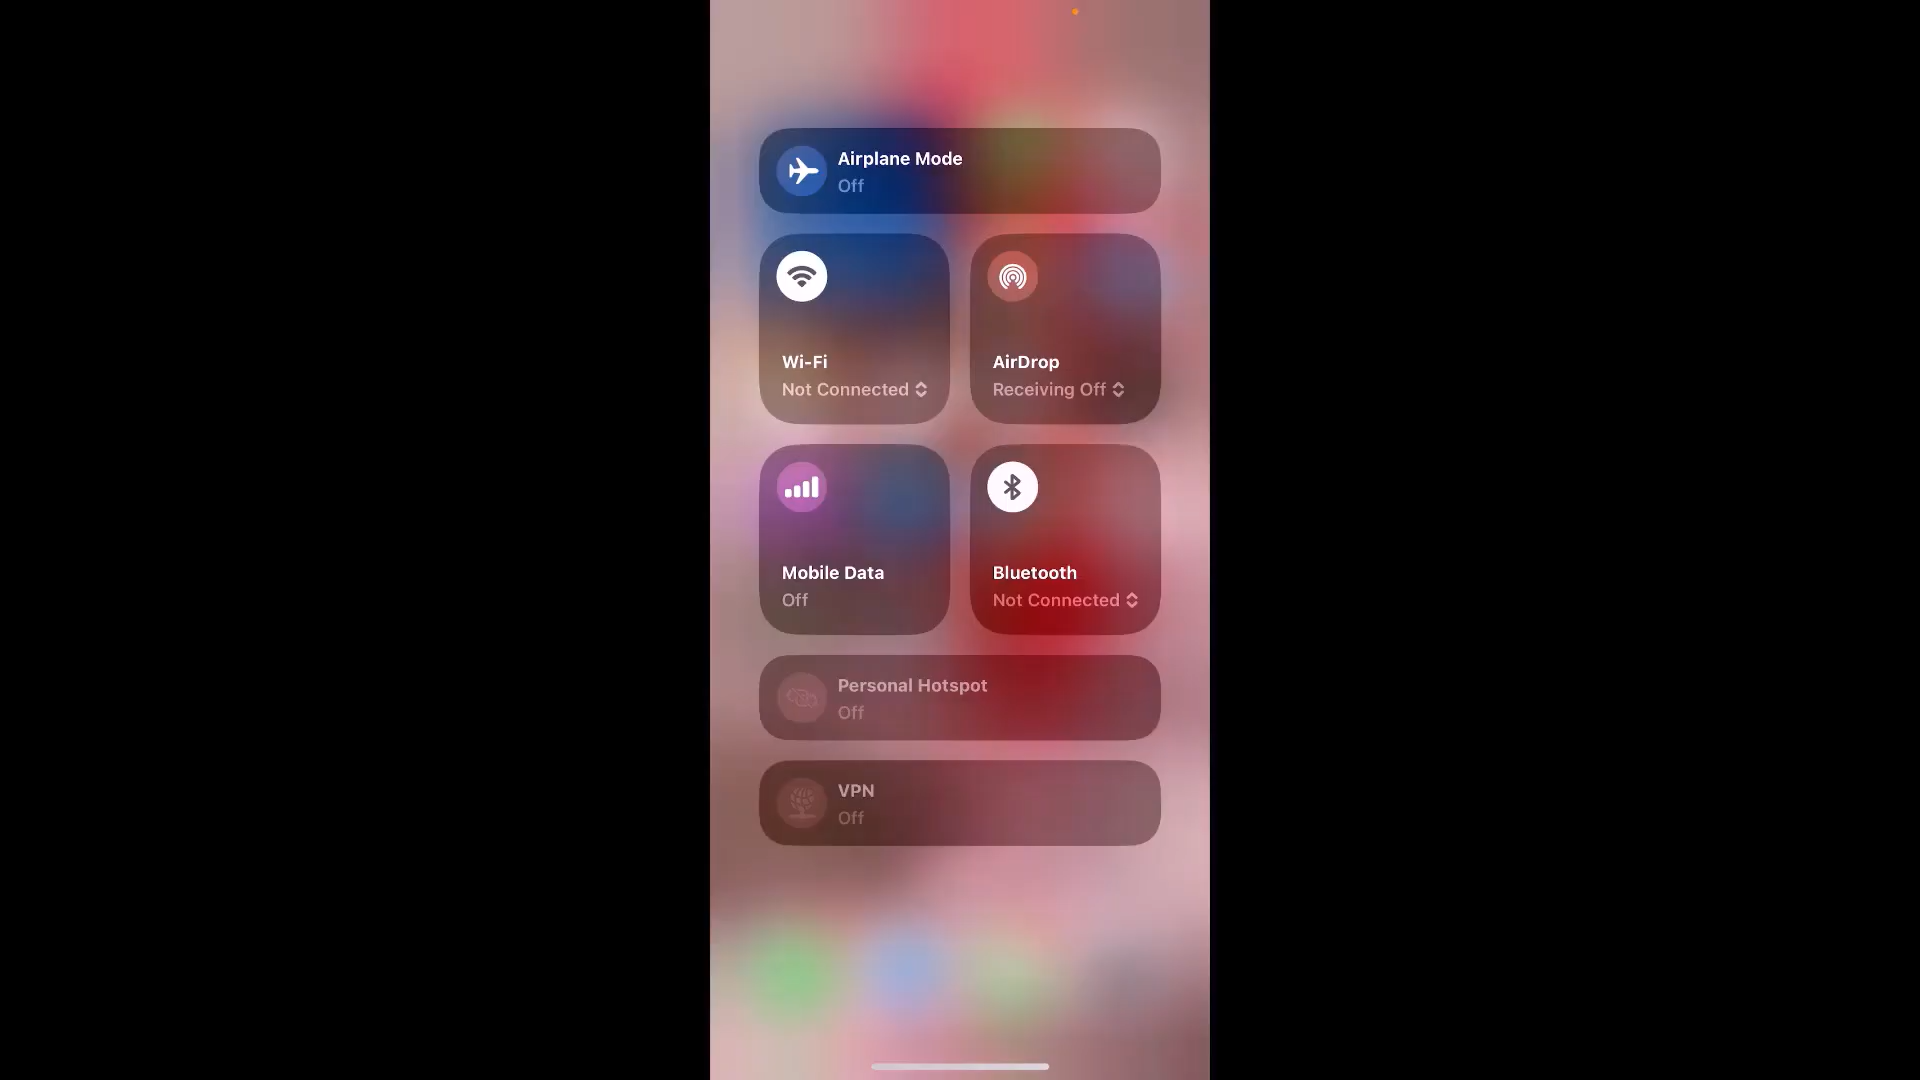 Airplane Mode
Off
Wi-Fi
Not Connected
AirDrop
Receiving Off
Mobile Data
Off
Bluetooth
Not Connected
Personal Hotspot
Off
VPN
Off